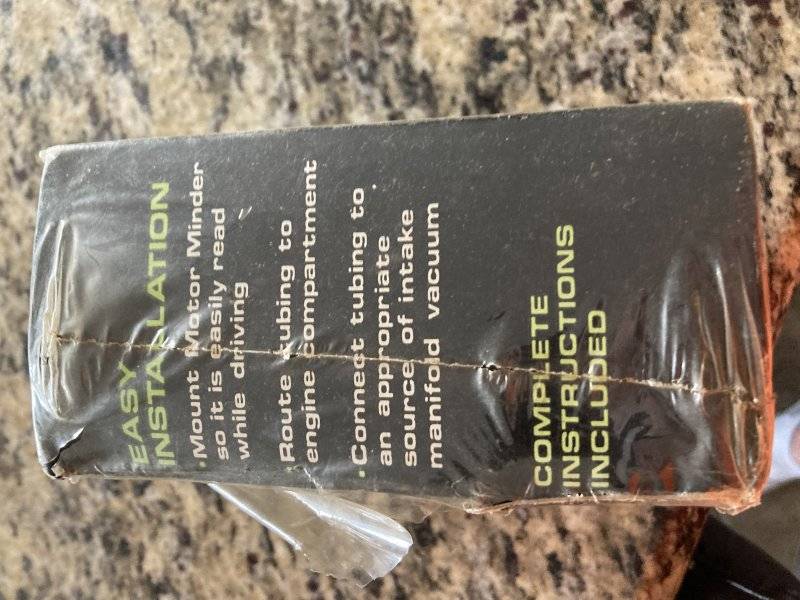 EASY
INSTALLATION
·Mount Motor Minder
so it is easily read
while driving
·Route tubing to
engine compartment
·Connect tubing to
an appropriate
source of intake
manifold vacuum
COMPLETE
INSTRUCTIONS
INCLUDED